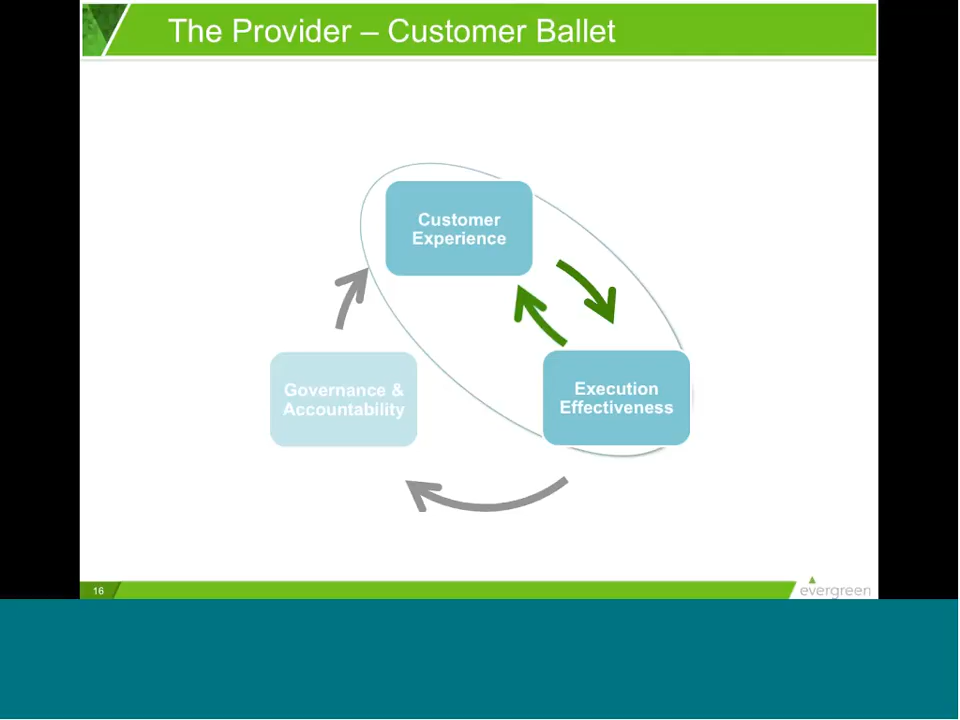 The Provider – Customer Ballet
Customer
Experience
Governance &
Accountability
Execution
Effectiveness
16
evergreen